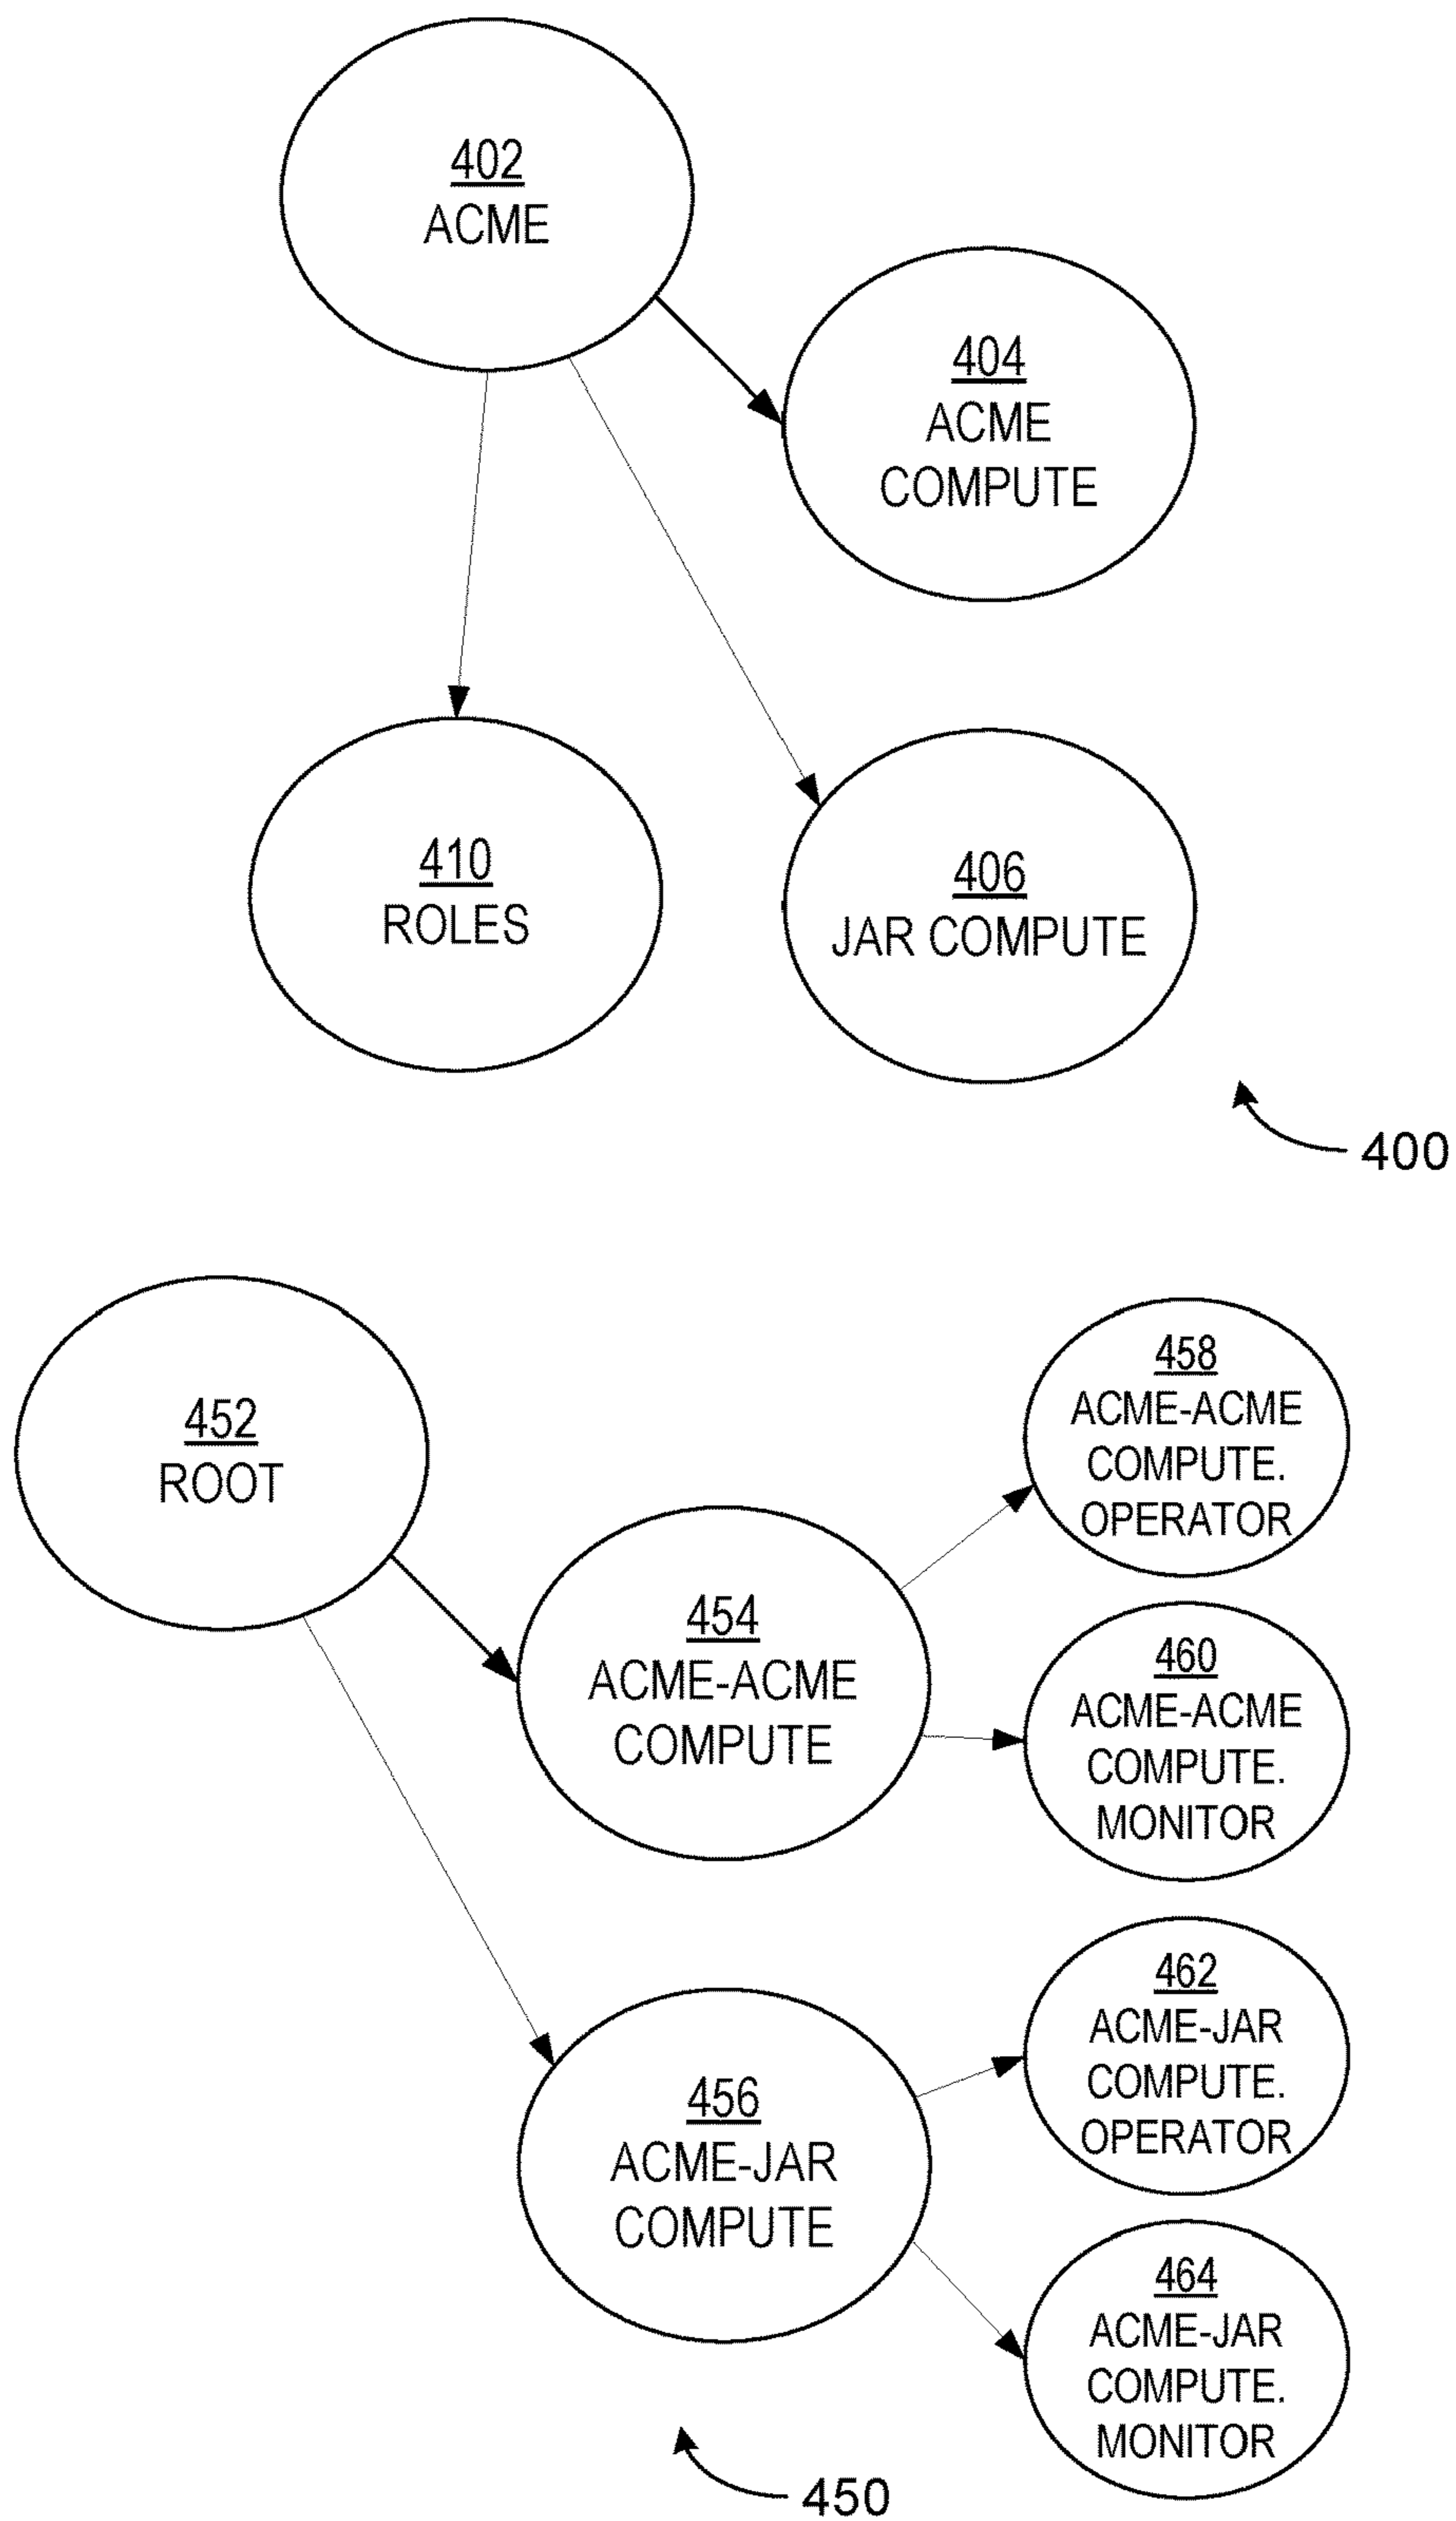 402
ACME
404
ACME
COMPUTE
410
ROLES
406
JAR COMPUTE
400
452
ROOT
454
ACME-ACME
COMPUTE
458
ACME-ACME
COMPUTE.
OPERATOR
460
ACME-ACME
COMPUTE.
MONITOR
456
ACME-JAR
COMPUTE
462
ACME-JAR
COMPUTE.
OPERATOR
464
ACME-JAR
COMPUTE.
MONITOR
450